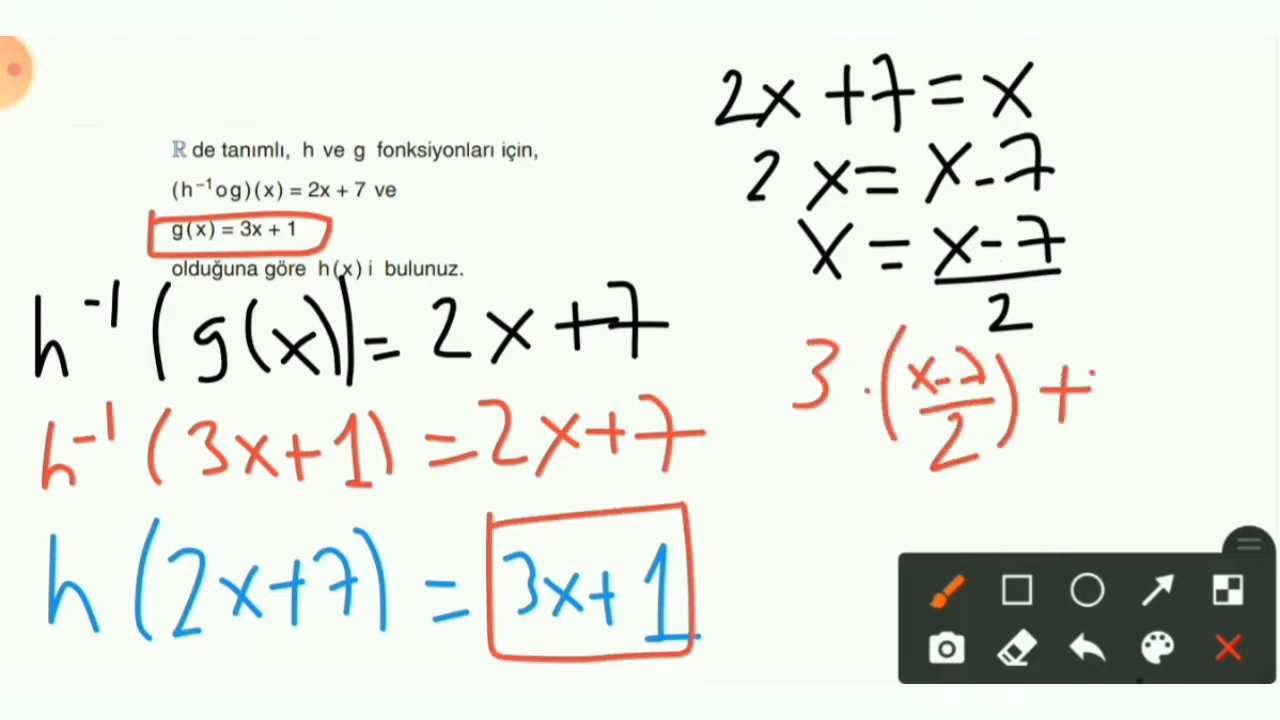 ℝ de tanımlı, h ve g fonksiyonları için,
(h⁻¹og)(x) = 2x + 7 ve
g(x) = 3x + 1
olduğuna göre h(x) i bulunuz.
h⁻¹(g(x)) = 2x + 7
h⁻¹(3x+1) = 2x+7
h(2x+7) = 3x+1
2x + 7 = x
2x = x - 7
x = x-7/2
3 · (x-7/2) +